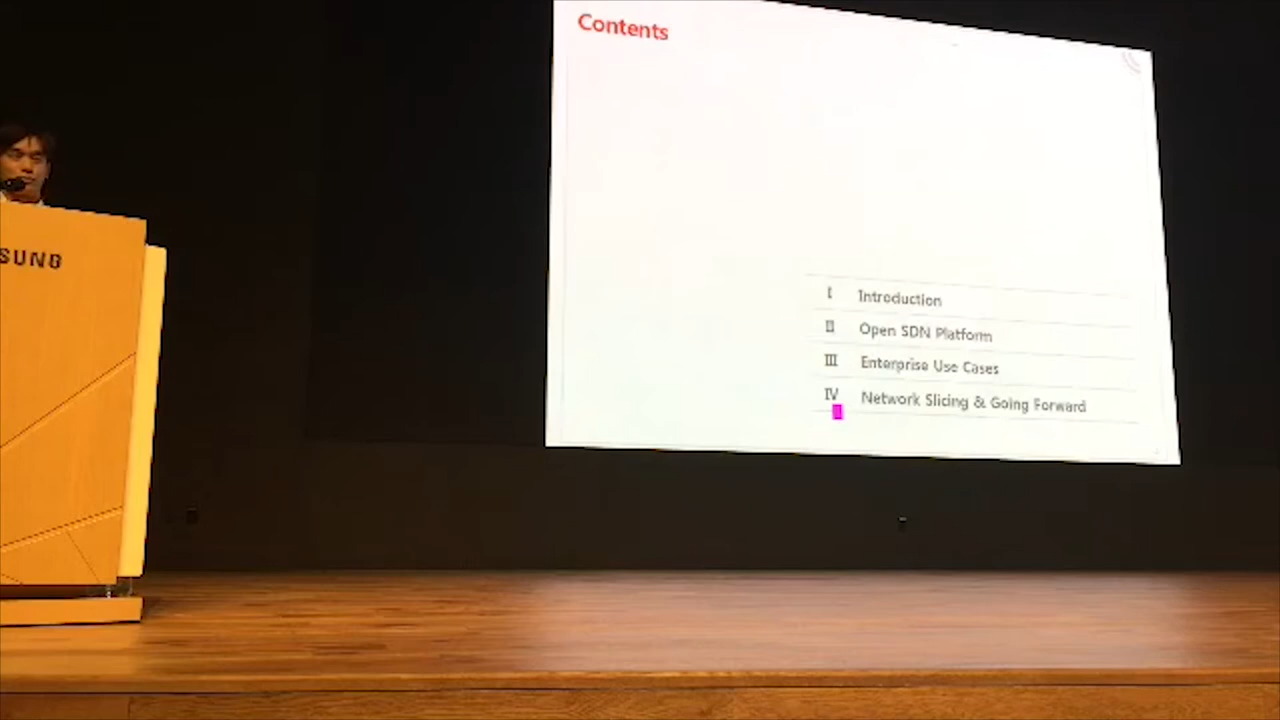 Contents
I Introduction
II Open SDN Platform
III Enterprise Use Cases
IV Network Slicing & Going Forward
SUNG